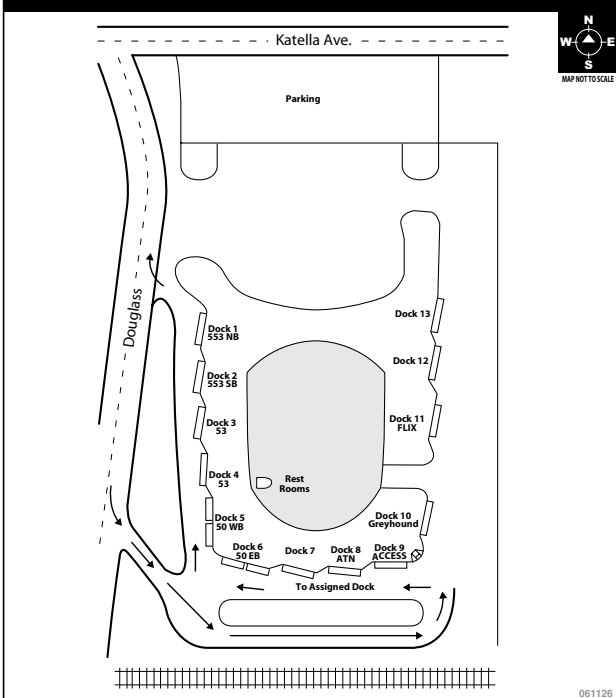 N
W E
S
MAP NOT TO SCALE
Katella Ave.
Parking
Douglass
Dock 1
553 NB
Dock 2
553 SB
Dock 3
53
Dock 4
53
Dock 5
50 WB
Dock 6
50 EB
Dock 7
Dock 8
ATN
Dock 9
ACCESS
Dock 10
Greyhound
Dock 11
FLIX
Dock 12
Dock 13
Rest
Rooms
To Assigned Dock
061126